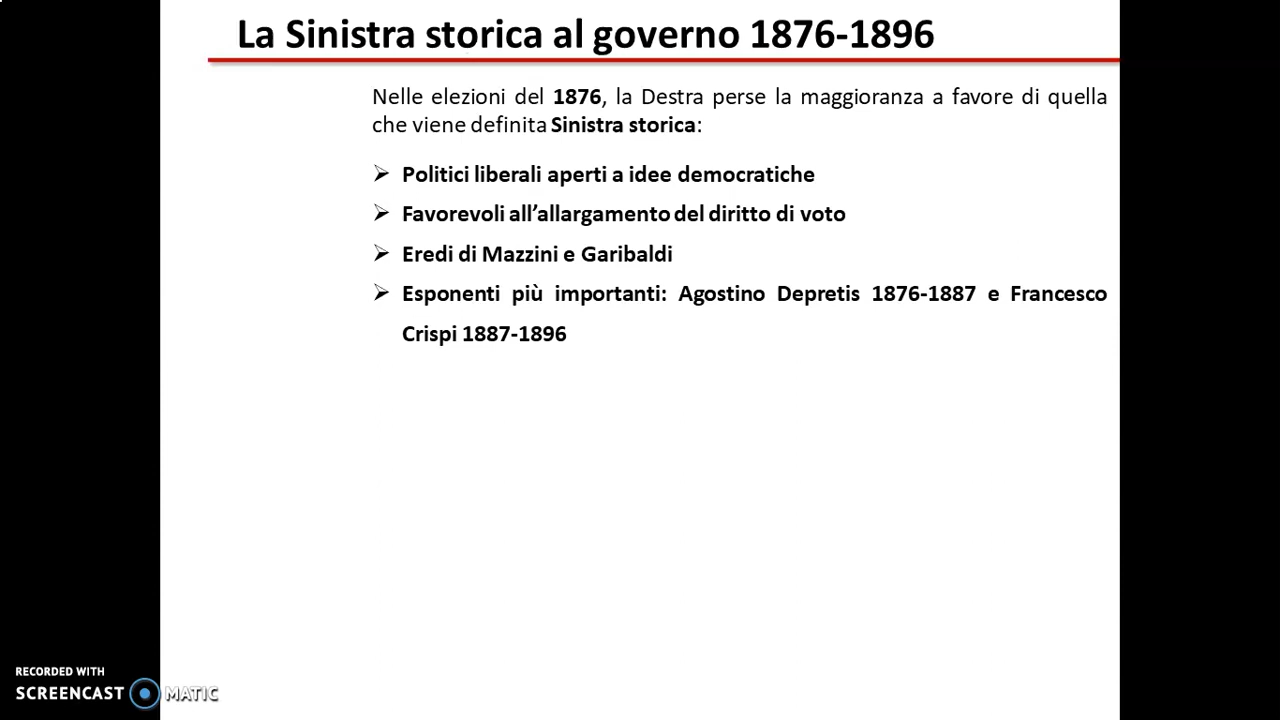 La Sinistra storica al governo 1876-1896
Nelle elezioni del 1876, la Destra perse la maggioranza a favore di quella
che viene definita Sinistra storica:
➢ Politici liberali aperti a idee democratiche
➢ Favorevoli all’allargamento del diritto di voto
➢ Eredi di Mazzini e Garibaldi
➢ Esponenti più importanti: Agostino Depretis 1876-1887 e Francesco
Crispi 1887-1896
RECORDED WITH
SCREENCAST MATIC